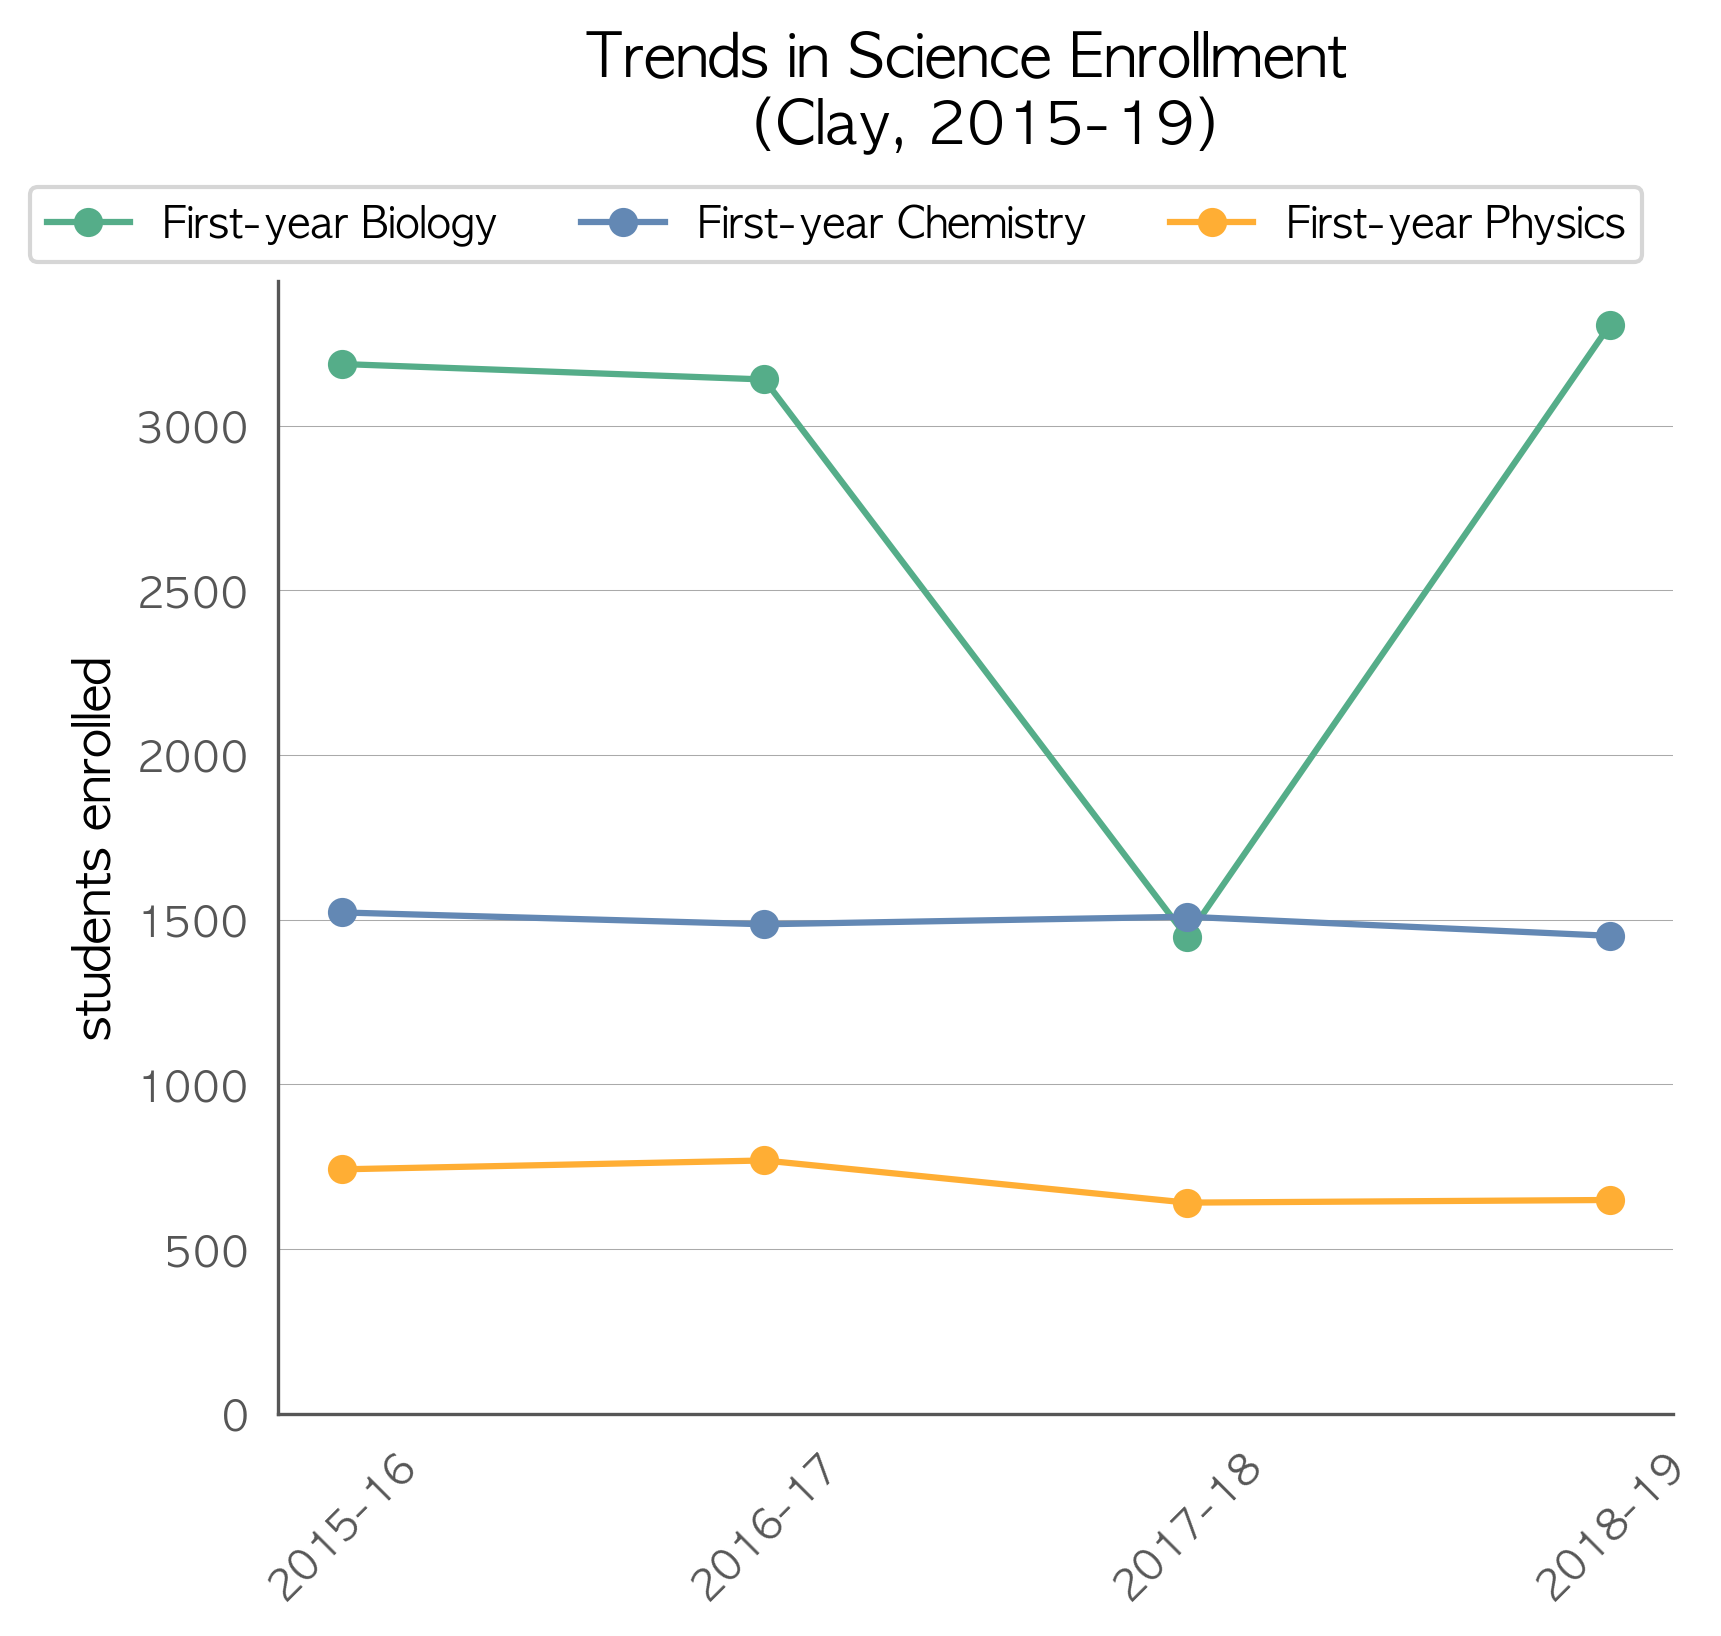 Trends in Science Enrollment
(Clay, 2015-19)
First-year Biology
First-year Chemistry
First-year Physics
3000
2500
2000
1500
1000
500
0
students enrolled
2015-16
2016-17
2017-18
2018-19